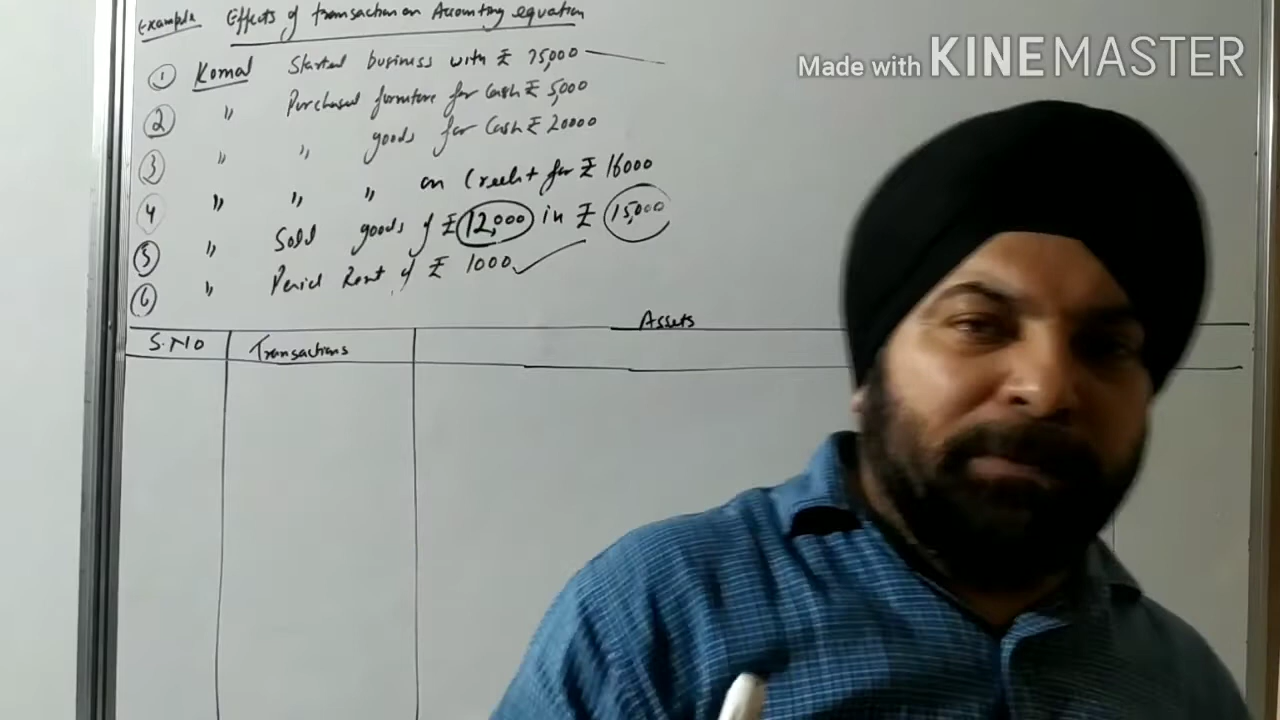 Example Effects of transaction on Accounting equation
① Komal Started business with ₹ 75,000
② " Purchased furniture for Cash ₹ 5,000
③ " " goods for Cash ₹ 20000
④ " " " on Credit for ₹ 16000
⑤ " Sold goods of ₹ 12,000 in ₹ 15,000
⑥ " Paid Rent of ₹ 1000
Assets
S.No Transactions
Made with KINEMASTER